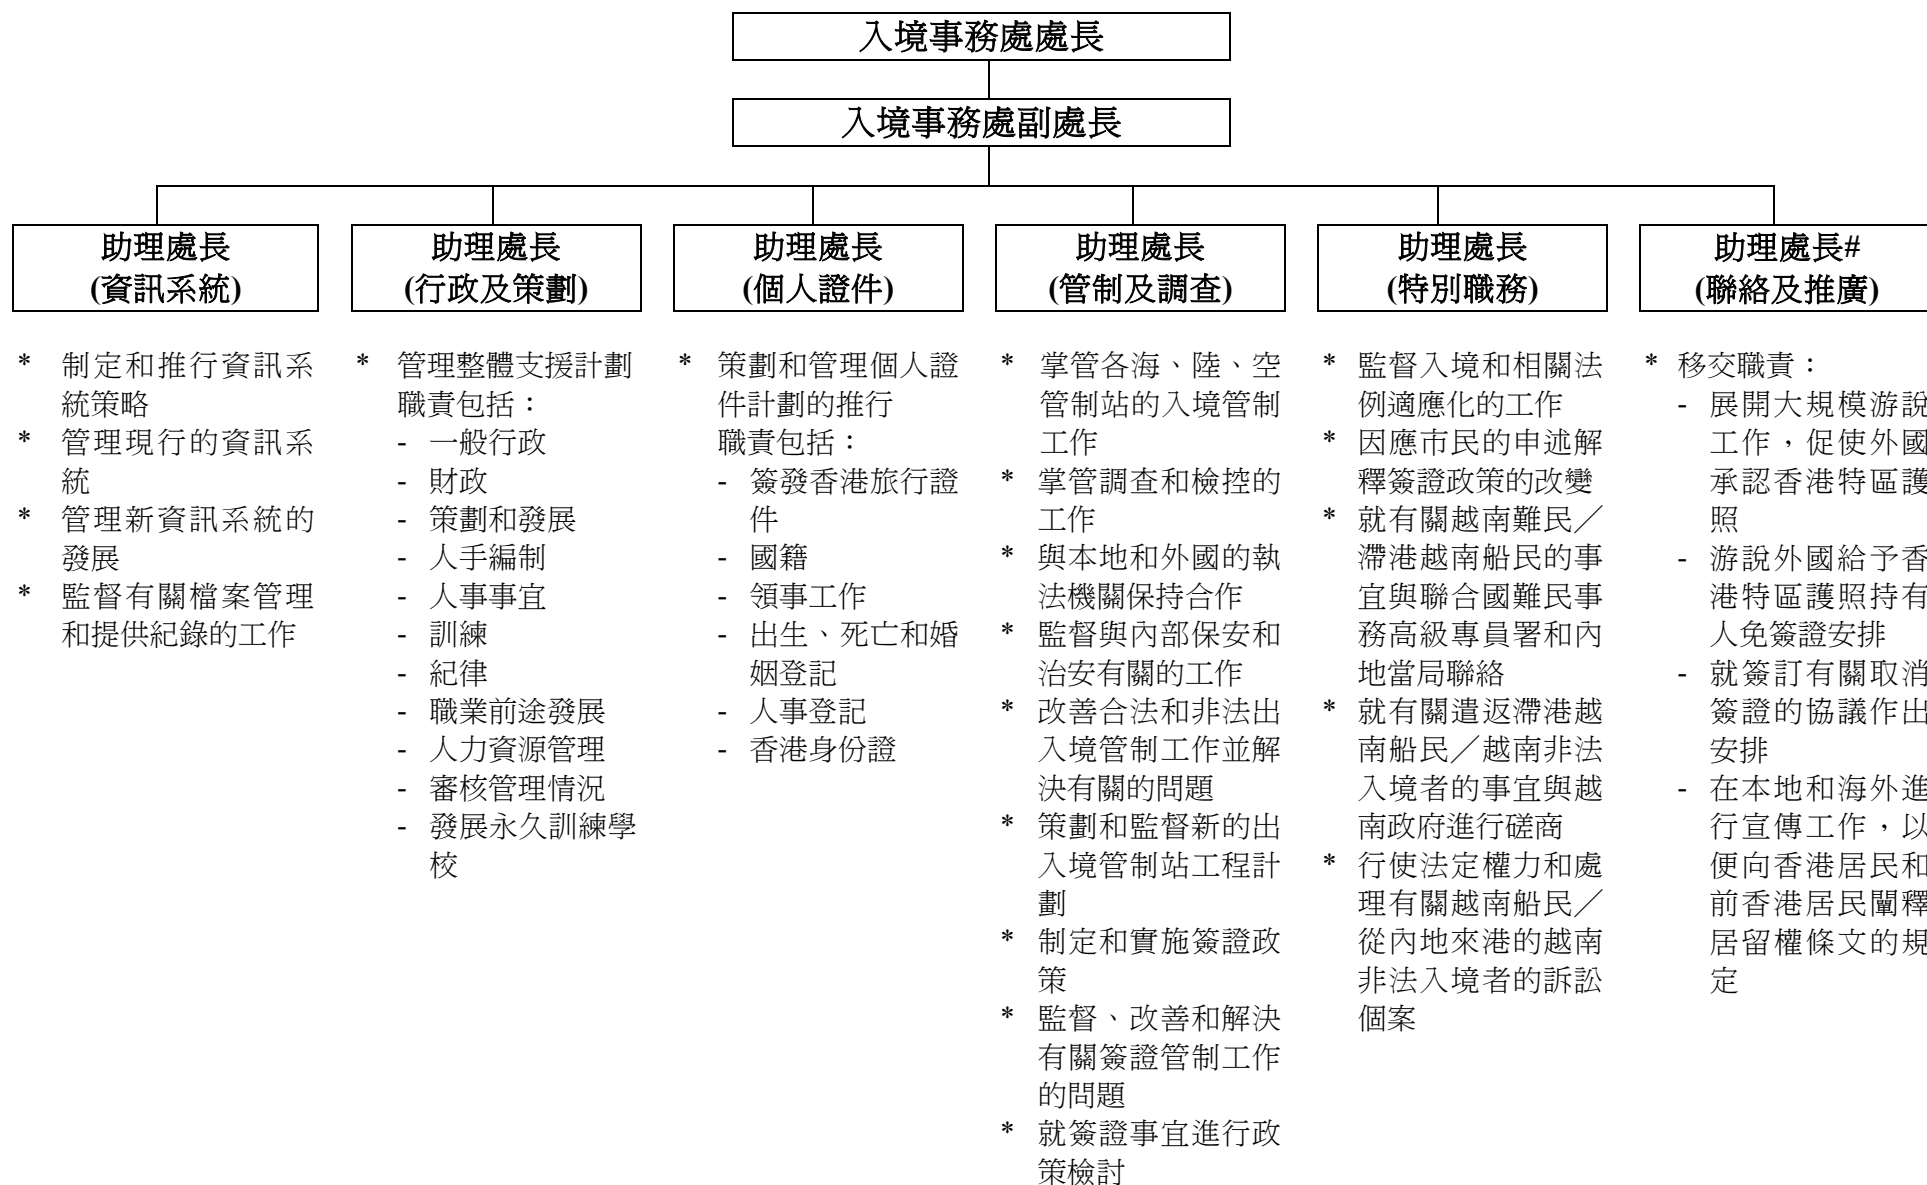 入境事務處處長
入境事務處副處長
助理處長
(資訊系統)
* 制定和推行資訊系
統策略
* 管理現行的資訊系
統
* 管理新資訊系統的
發展
* 監督有關檔案管理
和提供紀錄的工作
助理處長
(行政及策劃)
* 管理整體支援計劃
職責包括：
- 一般行政
- 財政
- 策劃和發展
- 人手編制
- 人事事宜
- 訓練
- 紀律
- 職業前途發展
- 人力資源管理
- 審核管理情況
- 發展永久訓練學
校
助理處長
(個人證件)
* 策劃和管理個人證
件計劃的推行
職責包括：
- 簽發香港旅行證
件
- 國籍
- 領事工作
- 出生、死亡和婚
姻登記
- 人事登記
- 香港身份證
助理處長
(管制及調查)
* 掌管各海、陸、空
管制站的入境管制
工作
* 掌管調查和檢控的
工作
* 與本地和外國的執
法機關保持合作
* 監督與內部保安和
治安有關的工作
* 改善合法和非法出
入境管制工作並解
決有關的問題
* 策劃和監督新的出
入境管制站工程計
劃
* 制定和實施簽證政
策
* 監督、改善和解決
有關簽證管制工作
的問題
* 就簽證事宜進行政
策檢討
助理處長
(特別職務)
* 監督入境和相關法
例適應化的工作
* 因應市民的申述解
釋簽證政策的改變
* 就有關越南難民／
滯港越南船民的事
宜與聯合國難民事
務高級專員署和內
地當局聯絡
* 就有關遣返滯港越
南船民／越南非法
入境者的事宜與越
南政府進行磋商
* 行使法定權力和處
理有關越南船民／
從內地來港的越南
非法入境者的訴訟
個案
助理處長#
(聯絡及推廣)
* 移交職責：
- 展開大規模游說
工作，促使外國
承認香港特區護
照
- 游說外國給予香
港特區護照持有
人免簽證安排
- 就簽訂有關取消
簽證的協議作出
安排
- 在本地和海外進
行宣傳工作，以
便向香港居民和
前香港居民闡釋
居留權條文的規
定